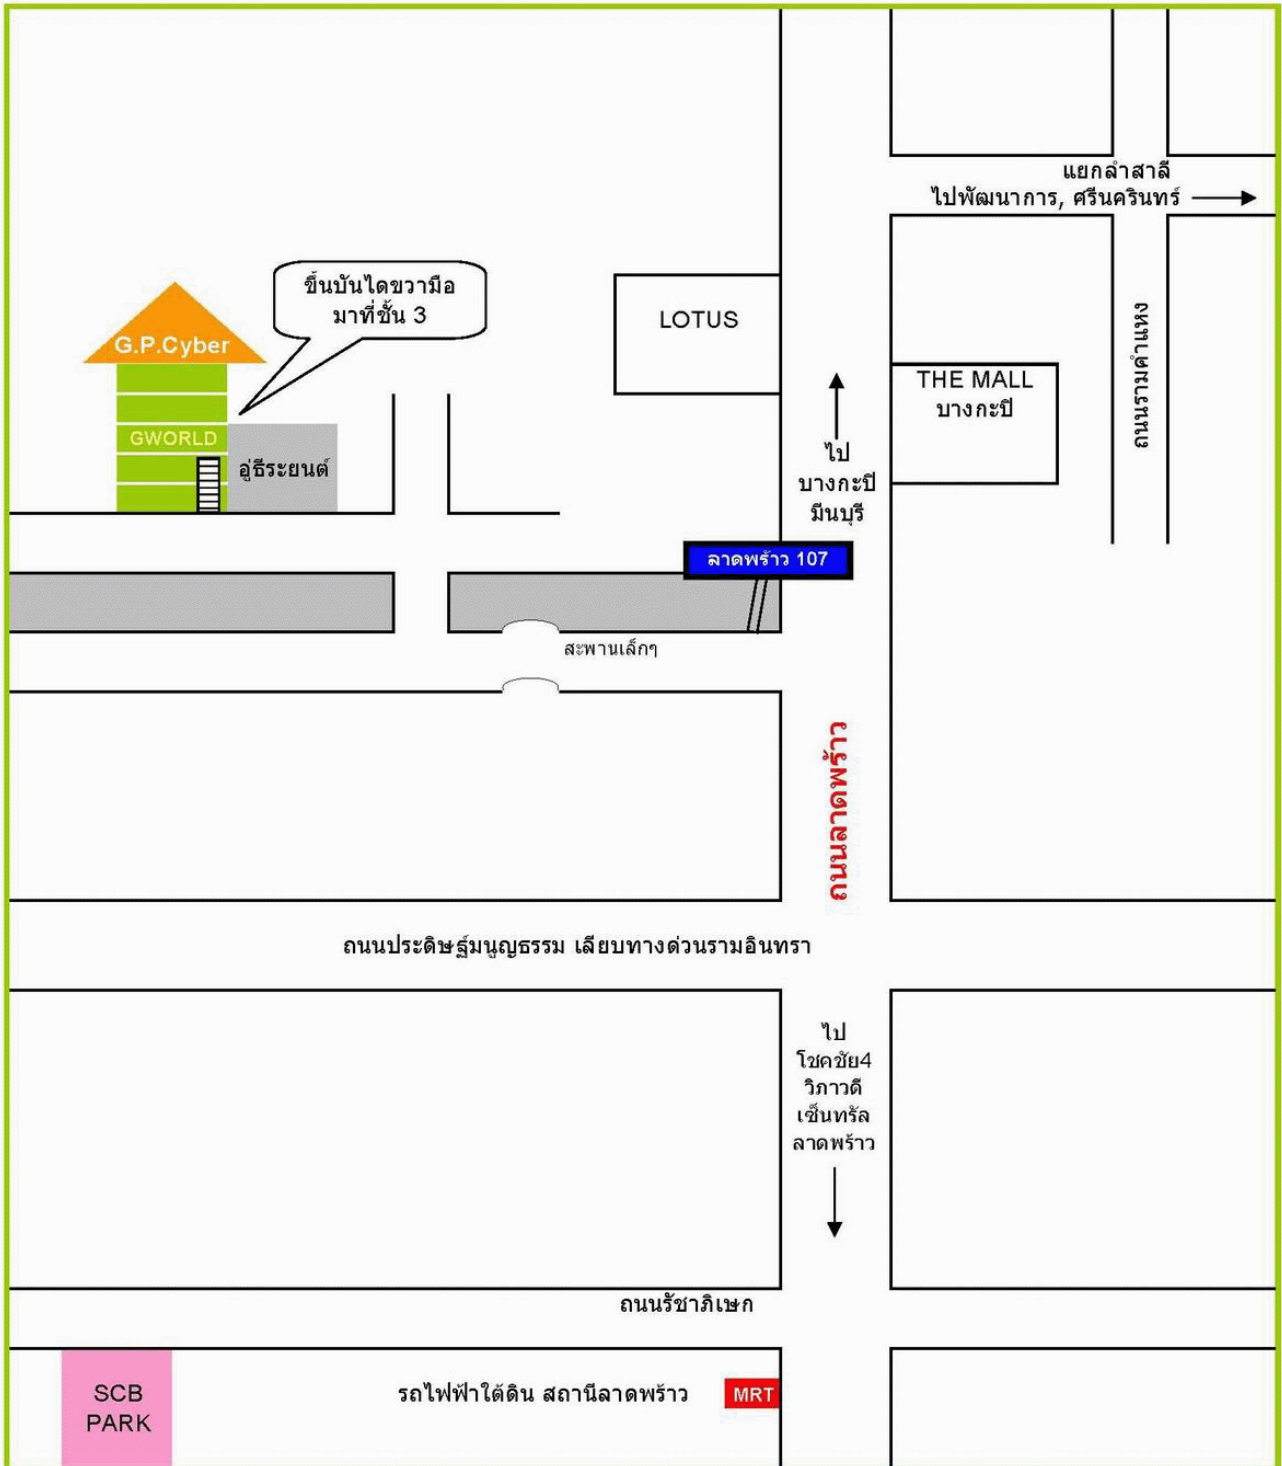 แยกลำสาลี
ไปพัฒนาการ, ศรีนครินทร์
ขึ้นบันไดขวามือ
มาที่ชั้น 3
G.P.Cyber
LOTUS
ถนนรามคำแหง
THE MALL
บางกะปิ
GWORLD
อู่ธีระยนต์
ไป
บางกะปิ
มีนบุรี
ลาดพร้าว 107
สะพานเล็กๆ
ถนนลาดพร้าว
ถนนประดิษฐ์มนูญธรรม เลียบทางด่วนรามอินทรา
ไป
โชคชัย4
วิภาวดี
เซ็นทรัล
ลาดพร้าว
ถนนรัชาภิเษก
SCB
PARK
รถไฟฟ้าใต้ดิน สถานีลาดพร้าว
MRT